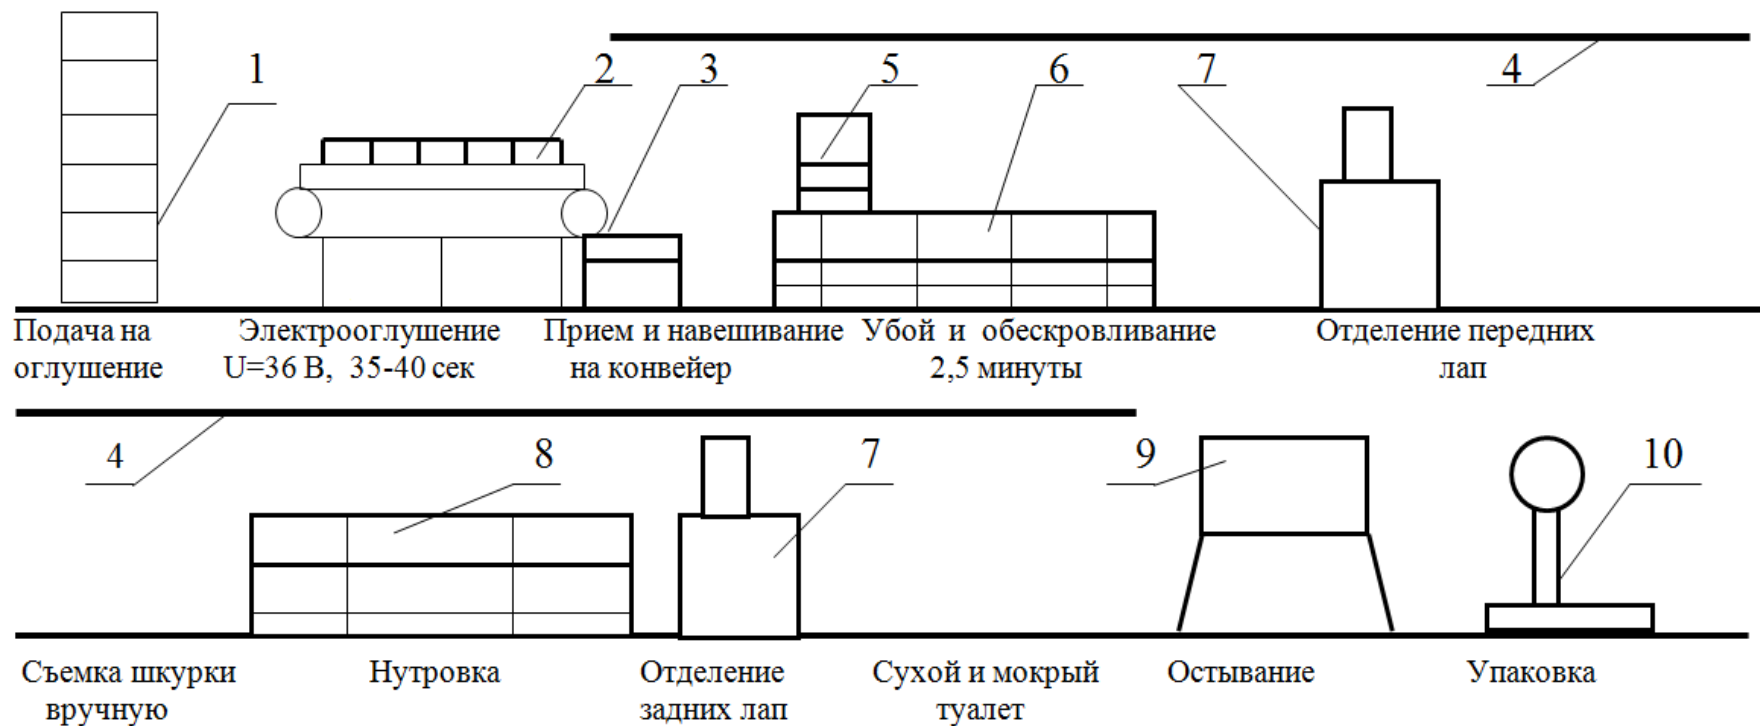 1 2 3 5 6 7 4
Подача на Электрооглушение Прием и навешивание Убой и обескровливание Отделение передних
оглушение U=36 В, 35-40 сек на конвейер 2,5 минуты лап
4 8 7 9 10
Съемка шкурки Нутровка Отделение Сухой и мокрый Остывание Упаковка
вручную задних лап туалет